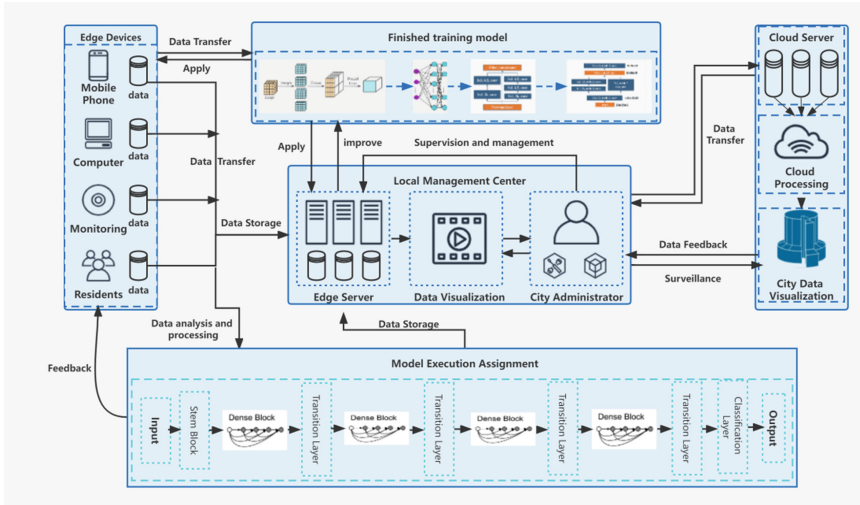 Edge Devices
Mobile
Phone
data
Computer
data
Monitoring
data
Residents
data
Data Transfer
Apply
Finished training model
Cloud Server
Data
Transfer
Apply
improve
Supervision and management
Data Transfer
Local Management Center
Data Storage
Edge Server
Data Visualization
City Administrator
Cloud
Processing
Data Feedback
Surveillance
City Data
Visualization
Data analysis and
processing
Data Storage
Feedback
Model Execution Assignment
Input
Stem Block
Dense Block
Transition Layer
Dense Block
Transition Layer
Dense Block
Transition Layer
Dense Block
Transition Layer
Classification
Layer
Output